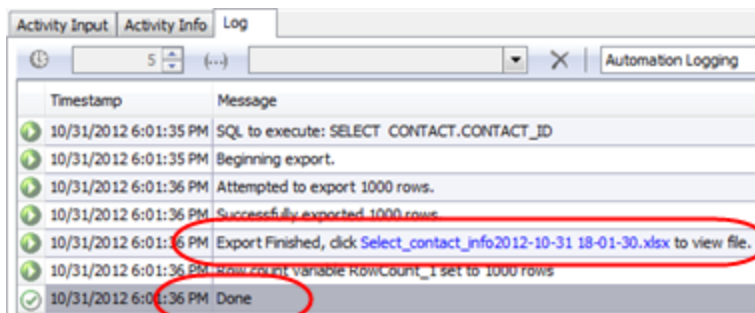 Activity Input Activity Info Log
5 (...) Automation Logging
Timestamp Message
10/31/2012 6:01:35 PM SQL to execute: SELECT CONTACT.CONTACT_ID
10/31/2012 6:01:35 PM Beginning export.
10/31/2012 6:01:36 PM Attempted to export 1000 rows.
10/31/2012 6:01:36 PM Successfully exported 1000 rows.
10/31/2012 6:01:36 PM Export Finished, click Select_contact_info2012-10-31 18-01-30.xlsx to view file.
10/31/2012 6:01:36 PM Row count variable RowCount_1 set to 1000 rows
10/31/2012 6:01:36 PM Done